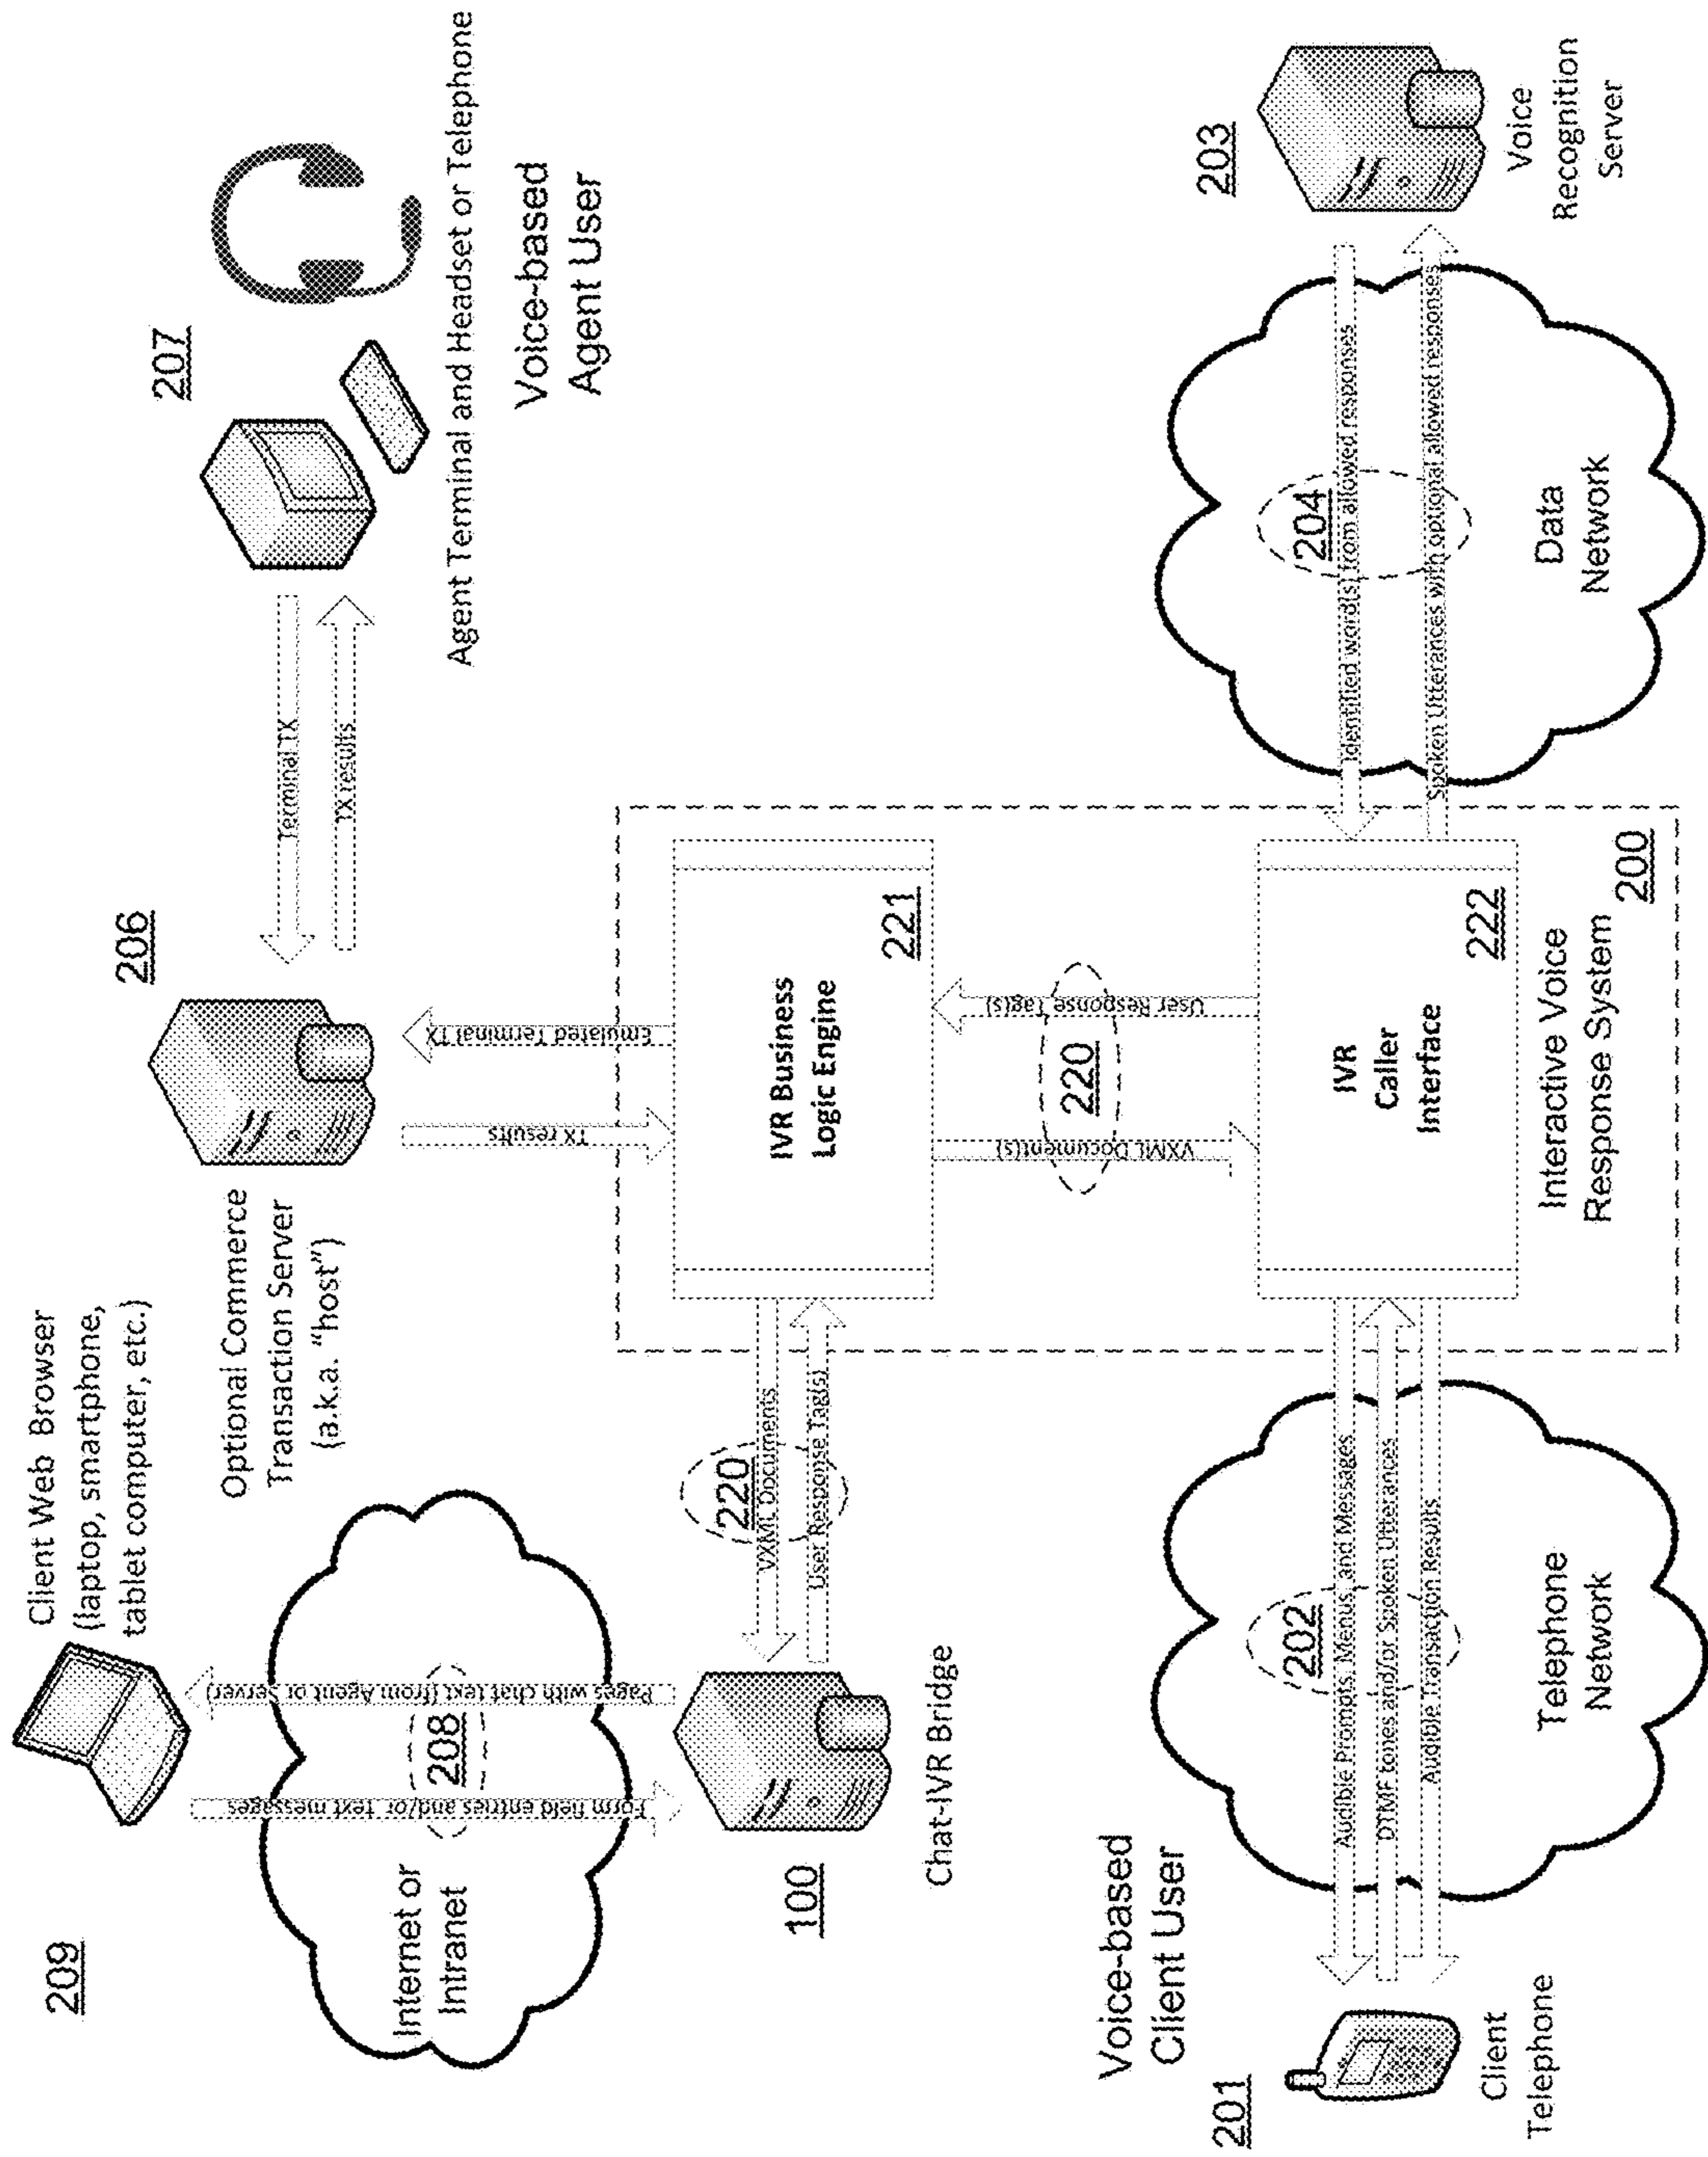 209
Client Web Browser
(laptop, smartphone,
tablet computer, etc.)
Form field entries and/or text messages
208
Pages with chat text (from Agent or Server)
Internet or
Intranet
100
Chat-IVR Bridge
220
VXML Documents
User Response Tag(s)
206
Optional Commerce
Transaction Server
(a.k.a. “host”)
TX results
Emulated Terminal TX
Terminal TX
TX results
207
Agent Terminal and Headset or Telephone
Voice-based
Agent User
IVR Business
Logic Engine
221
VXML Document(s)
220
User Response Tag(s)
IVR
Caller
Interface
222
Interactive Voice
Response System
200
Voice-based
Client User
201
Client
Telephone
Audible Prompts, Menus, and Messages
202
DTMF tones and/or Spoken Utterances
Audible Transaction Results
Telephone
Network
204
Identified word(s) from allowed responses
Spoken Utterances with optional allowed responses
Data
Network
203
Voice
Recognition
Server